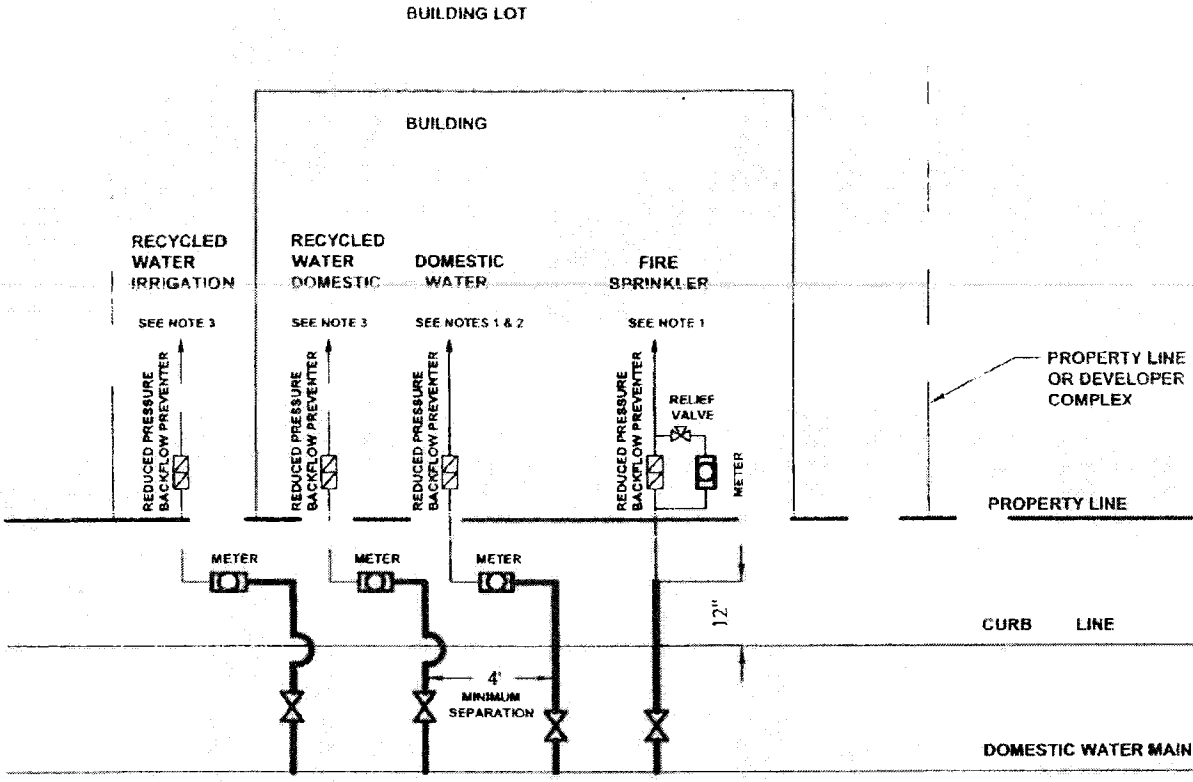 BUILDING LOT
BUILDING
RECYCLED
WATER
IRRIGATION
SEE NOTE 3
RECYCLED
WATER
DOMESTIC
SEE NOTE 3
DOMESTIC
WATER
SEE NOTES 1 & 2
FIRE
SPRINKLER
SEE NOTE 1
REDUCED PRESSURE
BACKFLOW PREVENTER
REDUCED PRESSURE
BACKFLOW PREVENTER
REDUCED PRESSURE
BACKFLOW PREVENTER
REDUCED PRESSURE
BACKFLOW PREVENTER
RELIEF
VALVE
METER
PROPERTY LINE
OR DEVELOPER
COMPLEX
PROPERTY LINE
METER
METER
METER
12"
CURB LINE
4'
MINIMUM
SEPARATION
DOMESTIC WATER MAIN